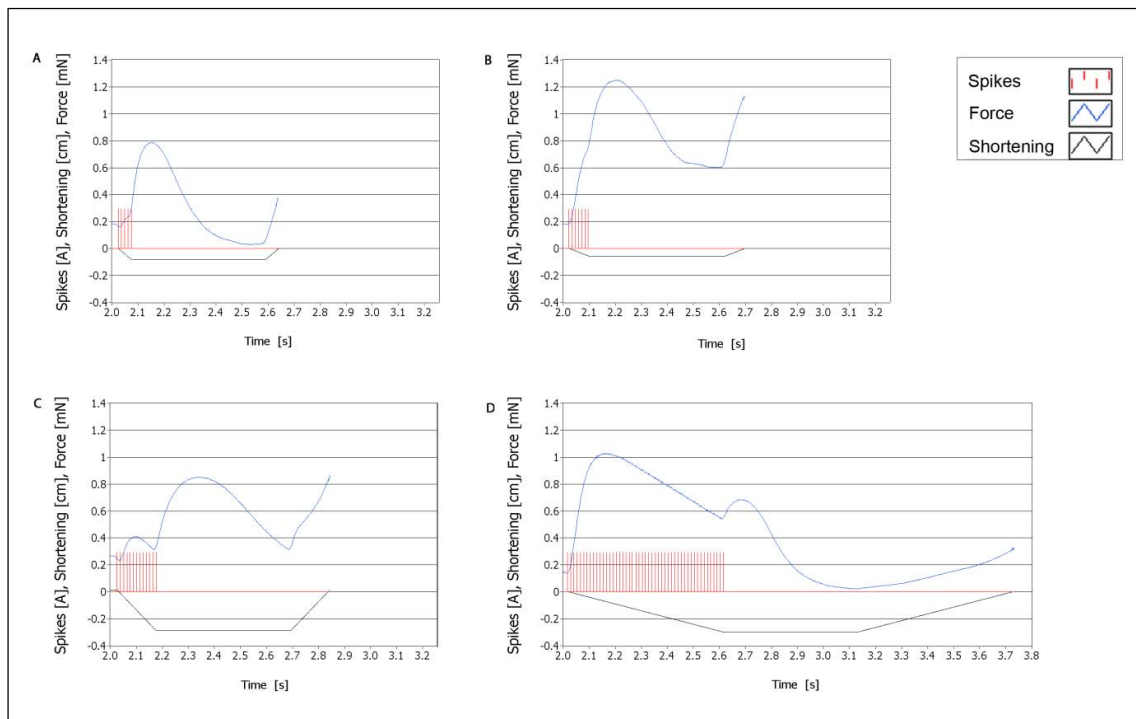 A
Spikes [A], Shortening [cm], Force [mN]
1.4
1.2
1
0.8
0.6
0.4
0.2
0
-0.2
-0.4
2.0 2.1 2.2 2.3 2.4 2.5 2.6 2.7 2.8 2.9 3.0 3.1 3.2
Time [s]
B
Spikes [A], Shortening [cm], Force [mN]
1.4
1.2
1
0.8
0.6
0.4
0.2
0
-0.2
-0.4
2.0 2.1 2.2 2.3 2.4 2.5 2.6 2.7 2.8 2.9 3.0 3.1 3.2
Time [s]
Spikes
Force
Shortening
C
Spikes [A], Shortening [cm], Force [mN]
1.4
1.2
1
0.8
0.6
0.4
0.2
0
-0.2
-0.4
2.0 2.1 2.2 2.3 2.4 2.5 2.6 2.7 2.8 2.9 3.0 3.1 3.2
Time [s]
D
Spikes [A], Shortening [cm], Force [mN]
1.4
1.2
1
0.8
0.6
0.4
0.2
0
-0.2
-0.4
2.0 2.1 2.2 2.3 2.4 2.5 2.6 2.7 2.8 2.9 3.0 3.1 3.2 3.3 3.4 3.5 3.6 3.7 3.8
Time [s]